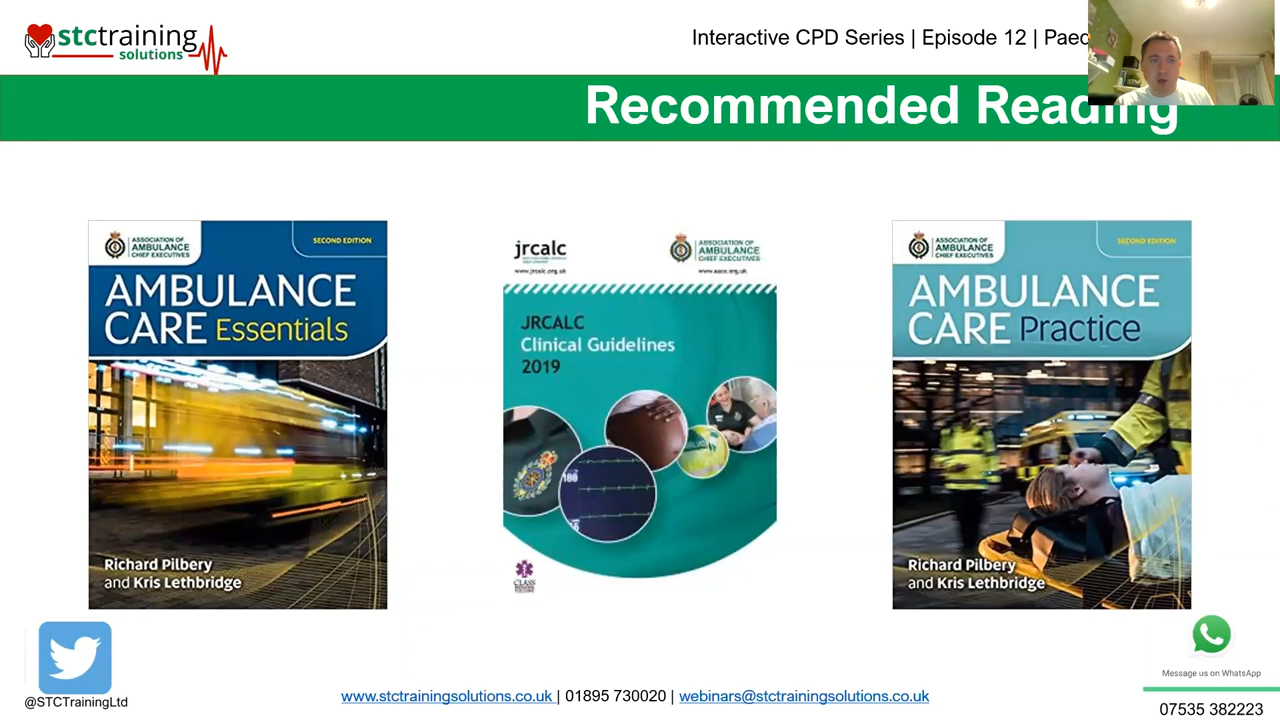 stctraining
solutions
Interactive CPD Series | Episode 12 | Paed
Recommended Reading
ASSOCIATION OF
AMBULANCE
CHIEF EXECUTIVES
SECOND EDITION
AMBULANCE
CARE Essentials
Richard Pilbery
and Kris Lethbridge
jrcalc
www.jrcalc.org.uk
ASSOCIATION OF
AMBULANCE
CHIEF EXECUTIVES
www.aace.org.uk
JRCALC
Clinical Guidelines
2019
100
CLASS
ASSOCIATION OF
AMBULANCE
CHIEF EXECUTIVES
SECOND EDITION
AMBULANCE
CARE Practice
Richard Pilbery
and Kris Lethbridge
@STCTrainingLtd
www.stctrainingsolutions.co.uk | 01895 730020 | webinars@stctrainingsolutions.co.uk
Message us on WhatsApp
07535 382223